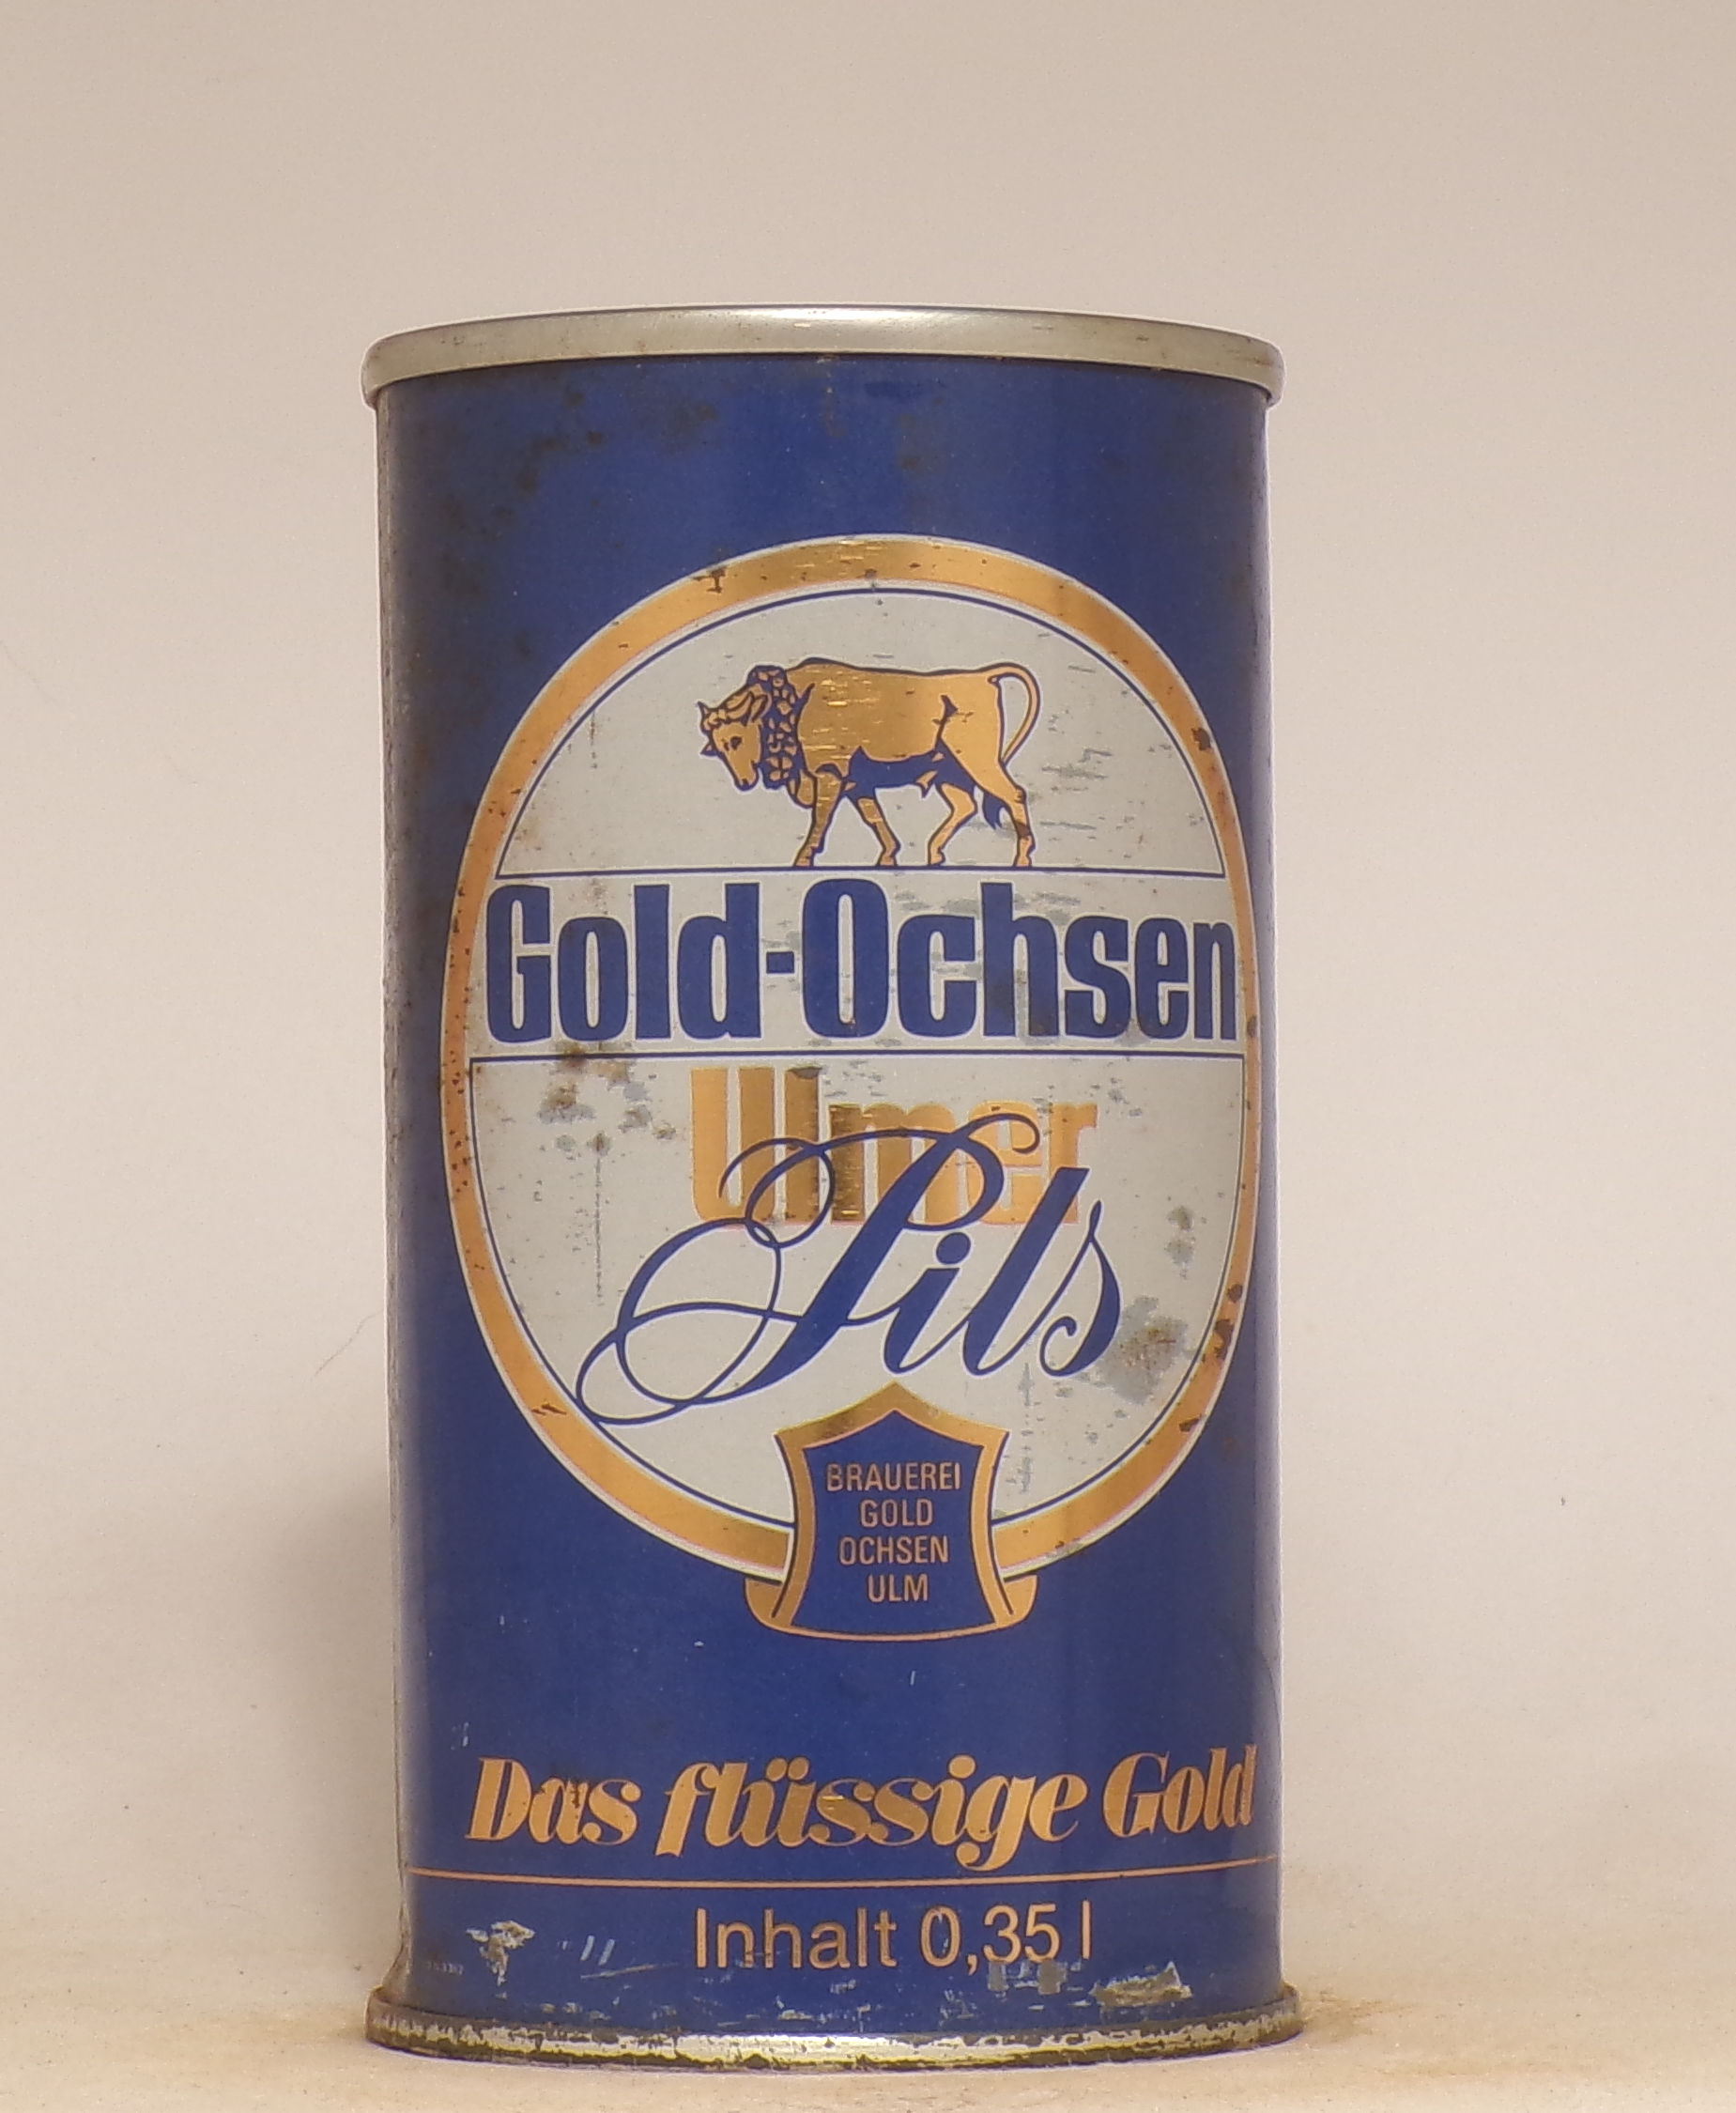 Gold-Ochsen
Ulmer
Pils
BRAUEREI
GOLD
OCHSEN
ULM
Das flüssige Gold
Inhalt 0,35 l